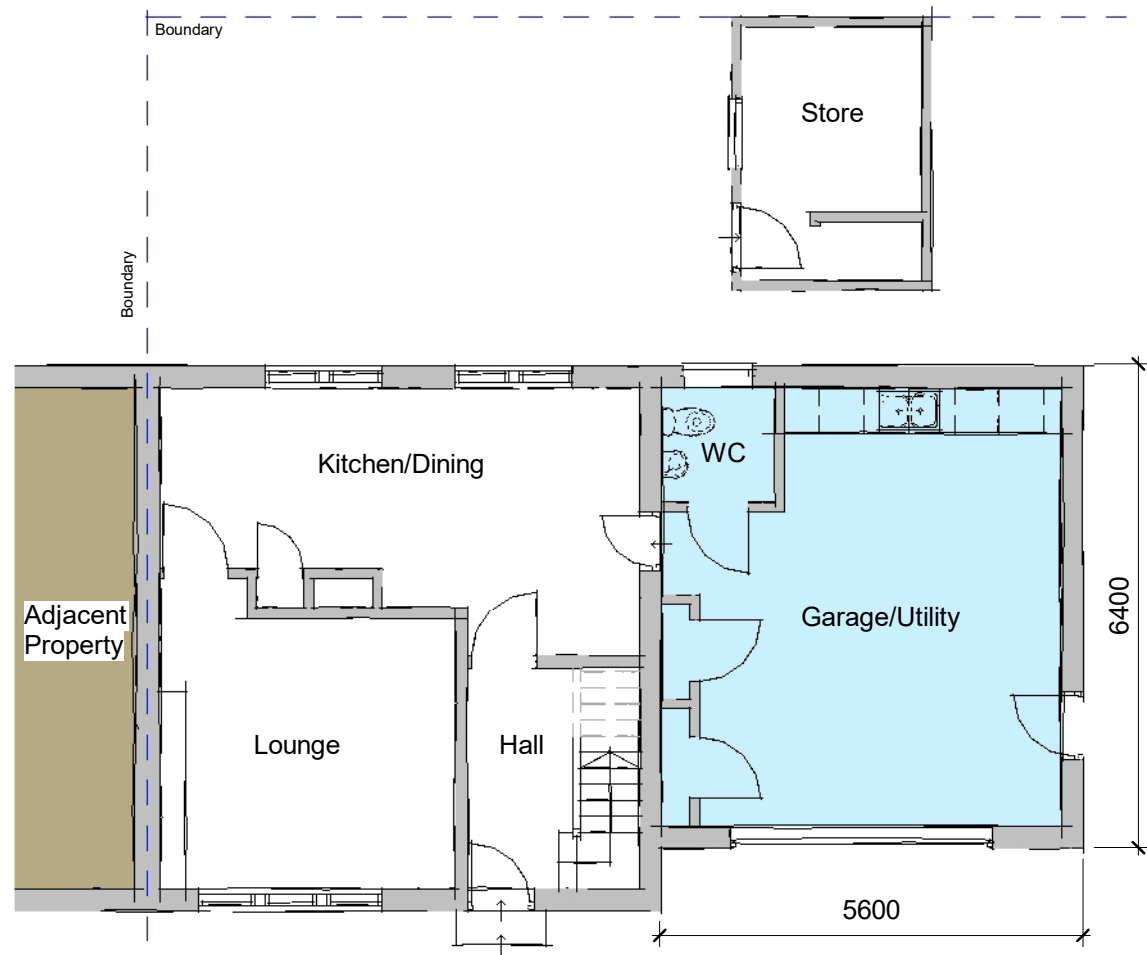 Boundary
Store
Boundary
Kitchen/Dining
WC
Adjacent
Property
Garage/Utility
6400
Lounge
Hall
5600